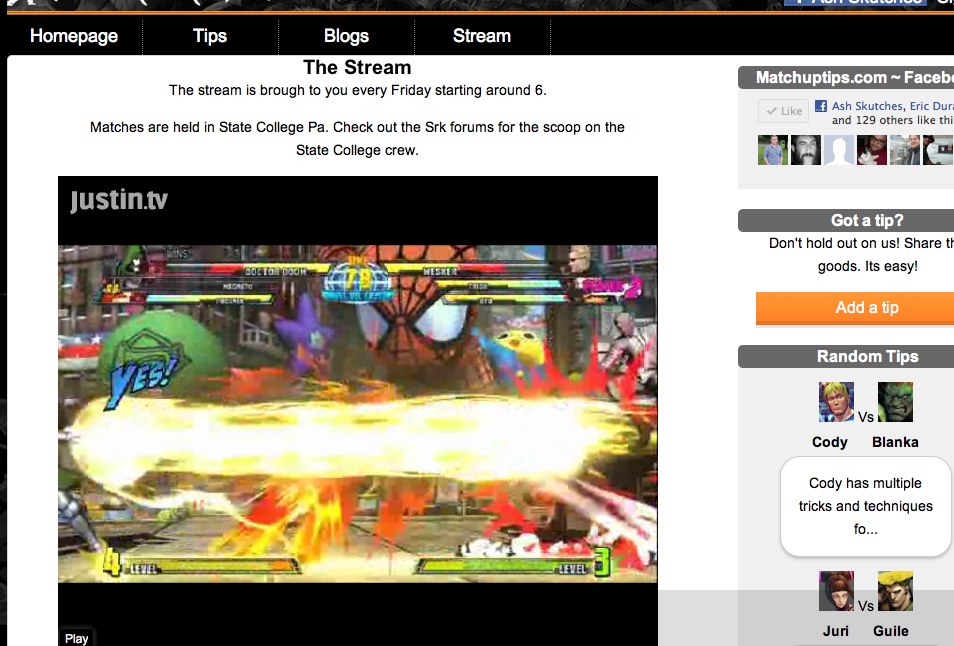 Homepage
Tips
Blogs
Stream
The Stream
The stream is brough to you every Friday starting around 6.
Matches are held in State College Pa. Check out the Srk forums for the scoop on the
State College crew.
Justin.tv
DOCTOR DOOM
WESKER
MAGNETO
PHOENIX
78
YES!
4 LEVEL
LEVEL 3
Play
Matchuptips.com ~ Facebo
Like
Ash Skutches, Eric Dura
and 129 others like thi
Got a tip?
Don't hold out on us! Share th
goods. Its easy!
Add a tip
Random Tips
Vs
Cody Blanka
Cody has multiple
tricks and techniques
fo...
Vs
Juri Guile